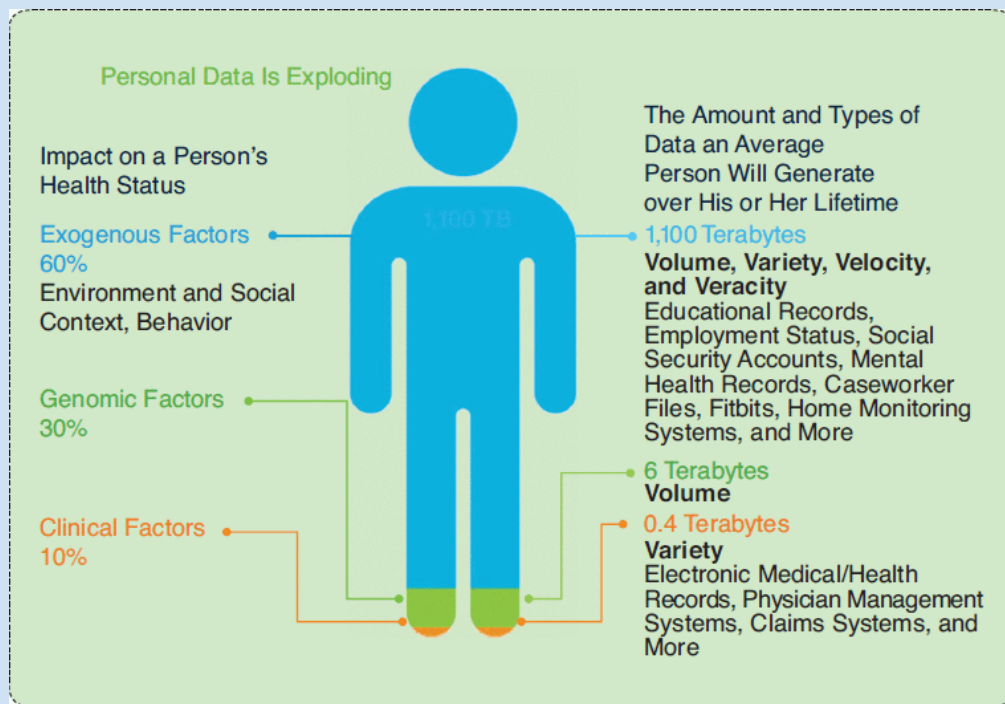 Personal Data Is Exploding
Impact on a Person's
Health Status
Exogenous Factors
60%
Environment and Social
Context, Behavior
Genomic Factors
30%
Clinical Factors
10%
1,100 TB
The Amount and Types of
Data an Average
Person Will Generate
over His or Her Lifetime
1,100 Terabytes
Volume, Variety, Velocity,
and Veracity
Educational Records,
Employment Status, Social
Security Accounts, Mental
Health Records, Caseworker
Files, Fitbits, Home Monitoring
Systems, and More
6 Terabytes
Volume
0.4 Terabytes
Variety
Electronic Medical/Health
Records, Physician Management
Systems, Claims Systems, and
More